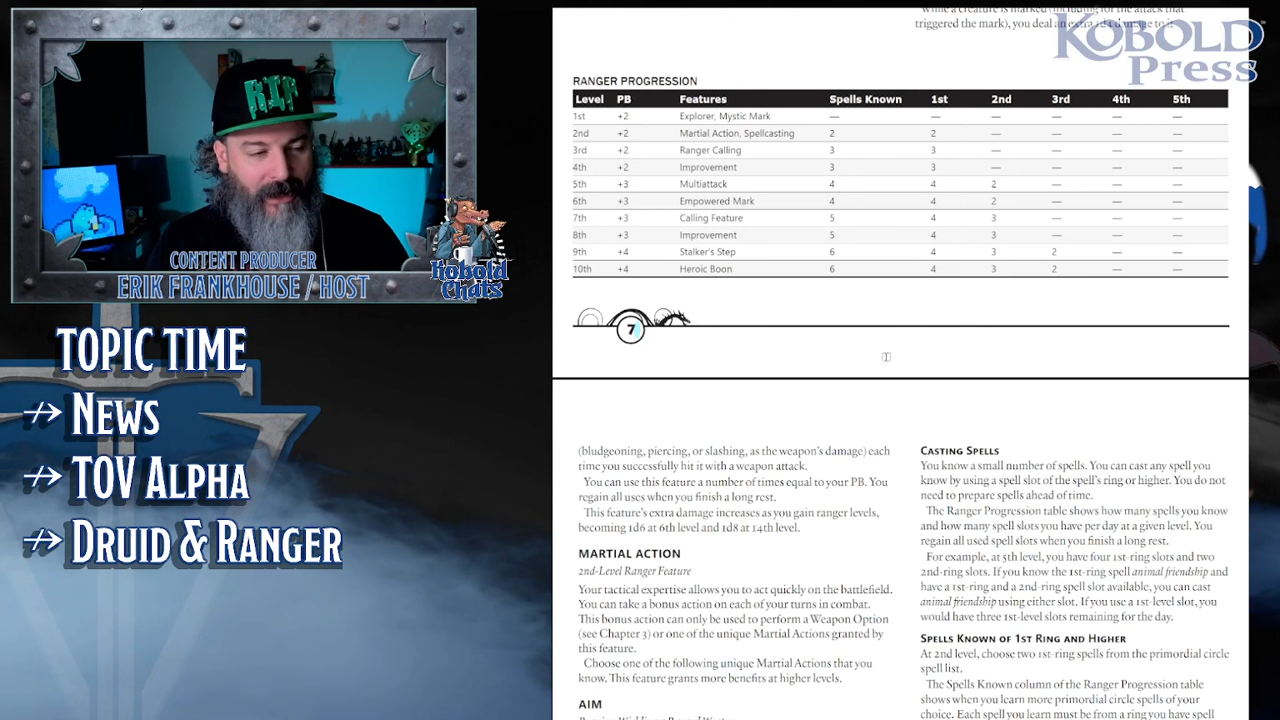 RIP
Kobold
Chats
CONTENT PRODUCER
ERIK FRANKHOUSE / HOST
TOPIC TIME
News
TOV Alpha
Druid & Ranger
KOBOLD
Press
while a creature is marked (including for the attack that
triggered the mark), you deal an extra 1d4 damage to it
RANGER PROGRESSION
Level PB Features Spells Known 1st 2nd 3rd 4th 5th
1st +2 Explorer, Mystic Mark — — — — — —
2nd +2 Martial Action, Spellcasting 2 2 — — — —
3rd +2 Ranger Calling 3 3 — — — —
4th +2 Improvement 3 3 — — — —
5th +3 Multiattack 4 4 2 — — —
6th +3 Empowered Mark 4 4 2 — — —
7th +3 Calling Feature 5 4 3 — — —
8th +3 Improvement 5 4 3 — — —
9th +4 Stalker's Step 6 4 3 2 — —
10th +4 Heroic Boon 6 4 3 2 — —
7
(bludgeoning, piercing, or slashing, as the weapon's damage) each
time you successfully hit it with a weapon attack.
You can use this feature a number of times equal to your PB. You
regain all uses when you finish a long rest.
This feature's extra damage increases as you gain ranger levels,
becoming 1d6 at 6th level and 1d8 at 14th level.
MARTIAL ACTION
2nd-Level Ranger Feature
Your tactical expertise allows you to act quickly on the battlefield.
You can take a bonus action on each of your turns in combat.
This bonus action can only be used to perform a Weapon Option
(see Chapter 3) or one of the unique Martial Actions granted by
this feature.
Choose one of the following unique Martial Actions that you
know. This feature grants more benefits at higher levels.
AIM
Casting Spells
You know a small number of spells. You can cast any spell you
know by using a spell slot of the spell's ring or higher. You do not
need to prepare spells ahead of time.
The Ranger Progression table shows how many spells you know
and how many spell slots you have per day at a given level. You
regain all used spell slots when you finish a long rest.
For example, at 5th level, you have four 1st-ring slots and two
2nd-ring slots. If you know the 1st-ring spell animal friendship and
have a 1st-ring and a 2nd-ring spell slot available, you can cast
animal friendship using either slot. If you use a 1st-level slot, you
would have three 1st-level slots remaining for the day.
Spells Known of 1st Ring and Higher
At 2nd level, choose two 1st-ring spells from the primordial circle
spell list.
The Spells Known column of the Ranger Progression table
shows when you learn more primordial circle spells of your
choice. Each spell you learn must be from a ring you have spell